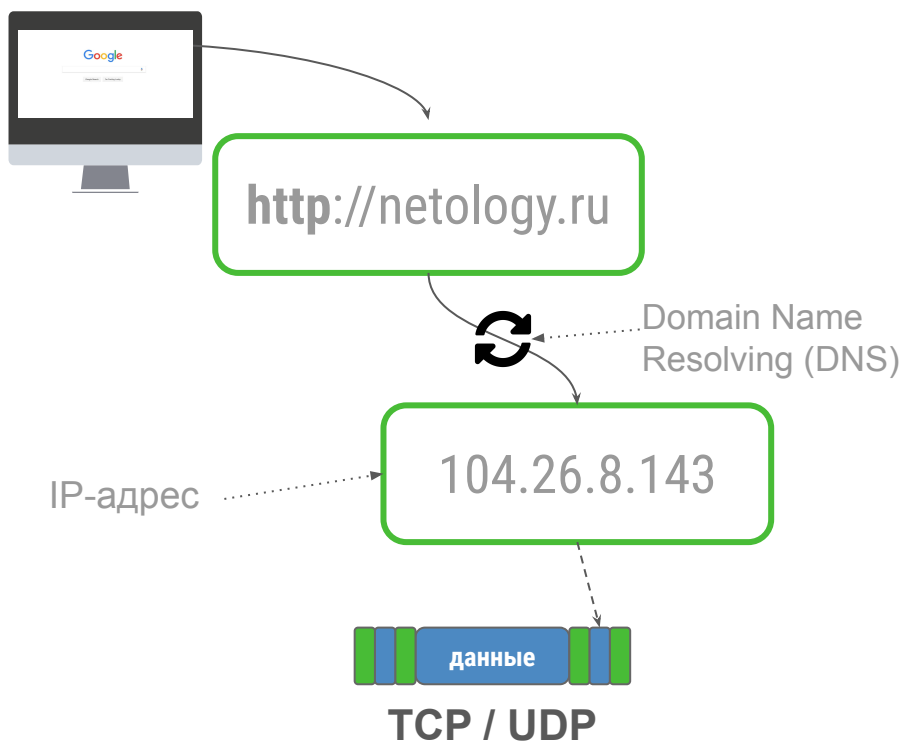 Google
http://netology.ru
Domain Name
Resolving (DNS)
104.26.8.143
IP-адрес
данные
TCP / UDP